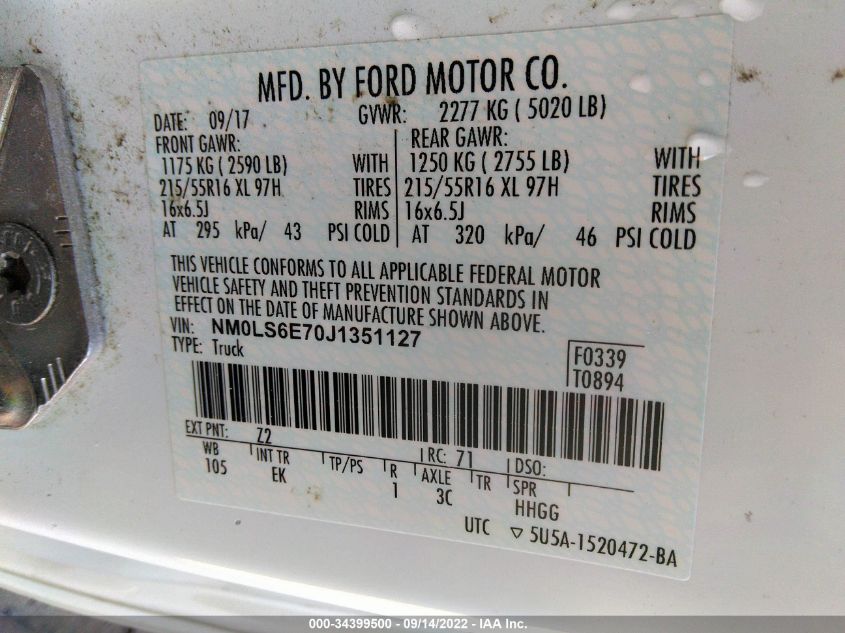 MFD. BY FORD MOTOR CO.
DATE: 09/17 GVWR: 2277 KG ( 5020 LB)
FRONT GAWR: REAR GAWR:
1175 KG ( 2590 LB) WITH 1250 KG ( 2755 LB) WITH
215/55R16 XL 97H TIRES 215/55R16 XL 97H TIRES
16x6.5J RIMS 16x6.5J RIMS
AT 295 kPa/ 43 PSI COLD AT 320 kPa/ 46 PSI COLD
THIS VEHICLE CONFORMS TO ALL APPLICABLE FEDERAL MOTOR
VEHICLE SAFETY AND THEFT PREVENTION STANDARDS IN
EFFECT ON THE DATE OF MANUFACTURE SHOWN ABOVE.
VIN: NM0LS6E70J1351127
TYPE: Truck
F0339
T0894
EXT PNT: Z2 RC: 71 DSO:
WB INT TR TP/PS R AXLE TR SPR
105 EK 1 3C HHGG
UTC ▽ 5U5A-1520472-BA
000-34399500 - 09/14/2022 - IAA Inc.